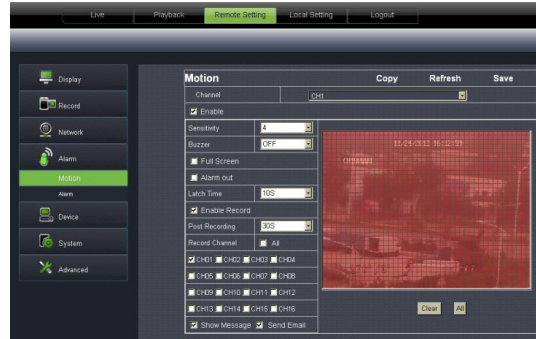 Live Playback Remote Setting Local Setting Logout
Display
Record
Network
Alarm
Motion
Alarm
Device
System
Advanced
Motion Copy Refresh Save
Channel CH1
Enable
Sensitivity 4
Buzzer OFF
Full Screen
Alarm out
Latch Time 10S
Enable Record
Post Recording 30S
Record Channel All
CH01 CH02 CH03 CH04
CH05 CH06 CH07 CH08
CH09 CH10 CH11 CH12
CH13 CH14 CH15 CH16
Show Message Send Email
Clear All